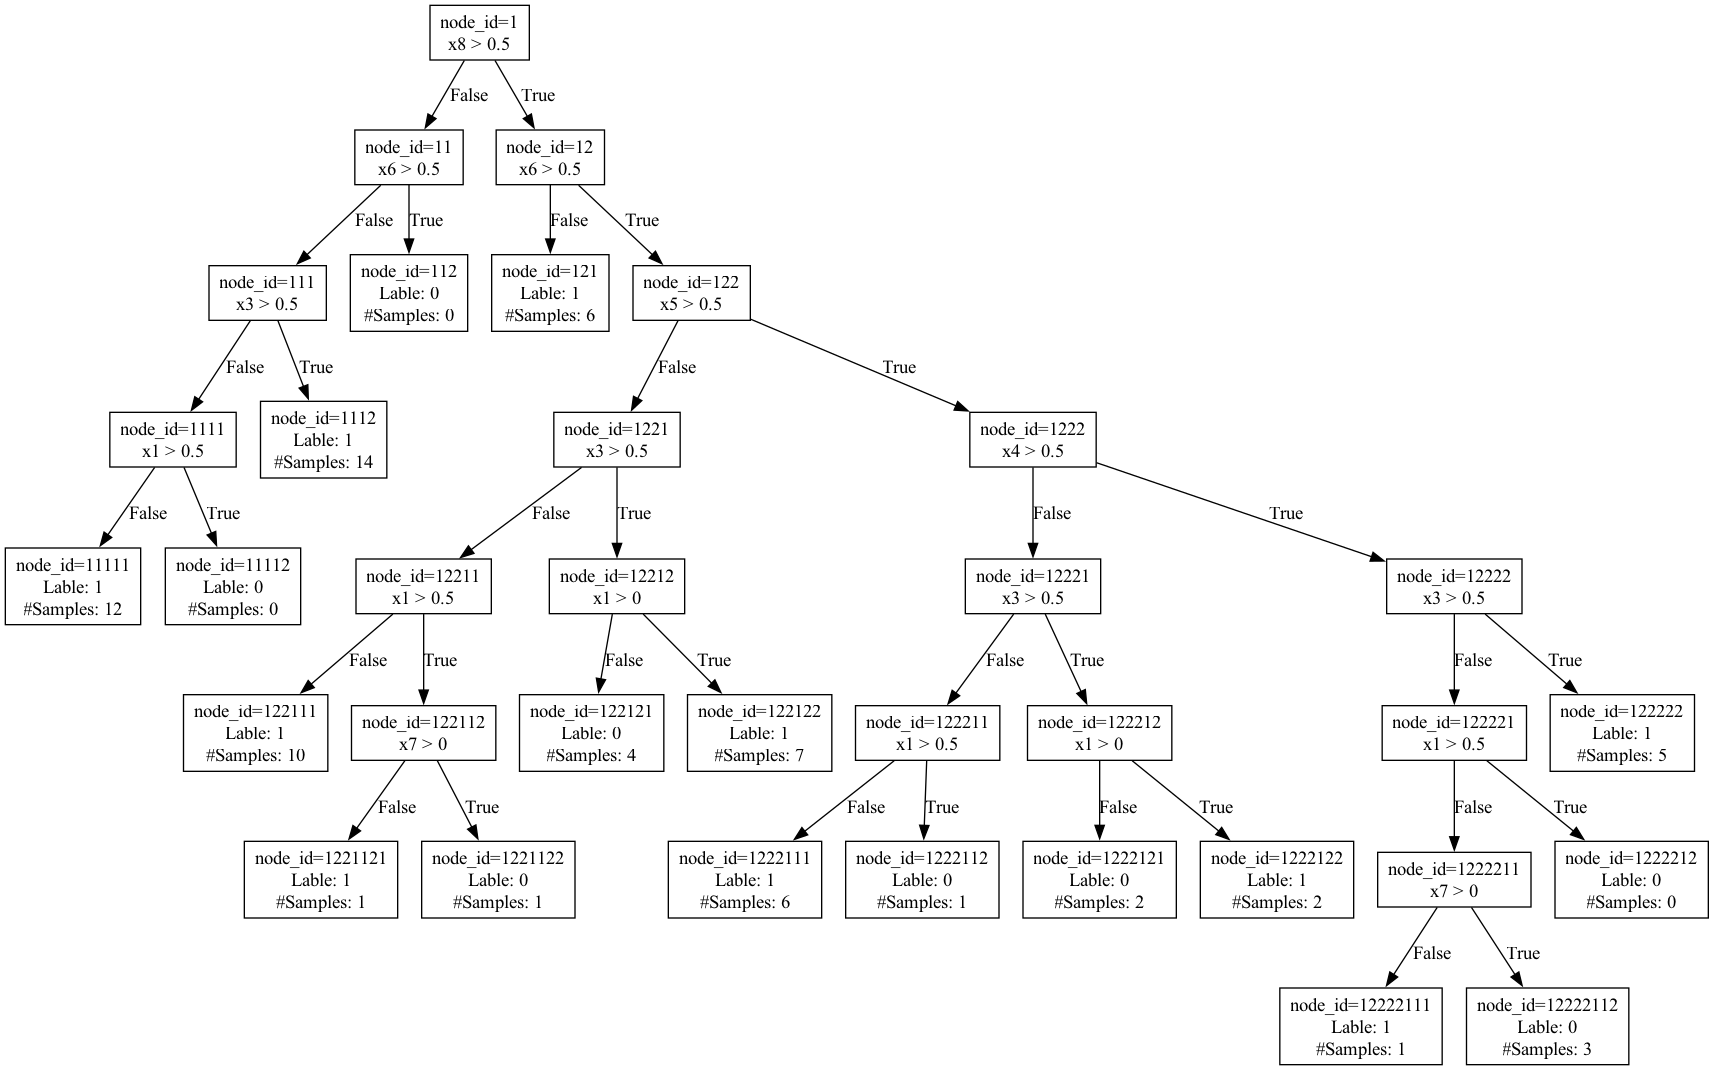 node_id=1
x8 > 0.5
False
True
node_id=11
x6 > 0.5
node_id=12
x6 > 0.5
False
True
False
True
node_id=111
x3 > 0.5
node_id=112
Lable: 0
#Samples: 0
node_id=121
Lable: 1
#Samples: 6
node_id=122
x5 > 0.5
False
True
False
True
node_id=1111
x1 > 0.5
node_id=1112
Lable: 1
#Samples: 14
node_id=1221
x3 > 0.5
node_id=1222
x4 > 0.5
False
True
False
True
False
True
node_id=11111
Lable: 1
#Samples: 12
node_id=11112
Lable: 0
#Samples: 0
node_id=12211
x1 > 0.5
node_id=12212
x1 > 0
node_id=12221
x3 > 0.5
node_id=12222
x3 > 0.5
False
True
False
True
False
True
False
True
node_id=122111
Lable: 1
#Samples: 10
node_id=122112
x7 > 0
node_id=122121
Lable: 0
#Samples: 4
node_id=122122
Lable: 1
#Samples: 7
node_id=122211
x1 > 0.5
node_id=122212
x1 > 0
node_id=122221
x1 > 0.5
node_id=122222
Lable: 1
#Samples: 5
False
True
False
True
False
True
False
True
node_id=1221121
Lable: 1
#Samples: 1
node_id=1221122
Lable: 0
#Samples: 1
node_id=1222111
Lable: 1
#Samples: 6
node_id=1222112
Lable: 0
#Samples: 1
node_id=1222121
Lable: 0
#Samples: 2
node_id=1222122
Lable: 1
#Samples: 2
node_id=1222211
x7 > 0
node_id=1222212
Lable: 0
#Samples: 0
False
True
node_id=12222111
Lable: 1
#Samples: 1
node_id=12222112
Lable: 0
#Samples: 3